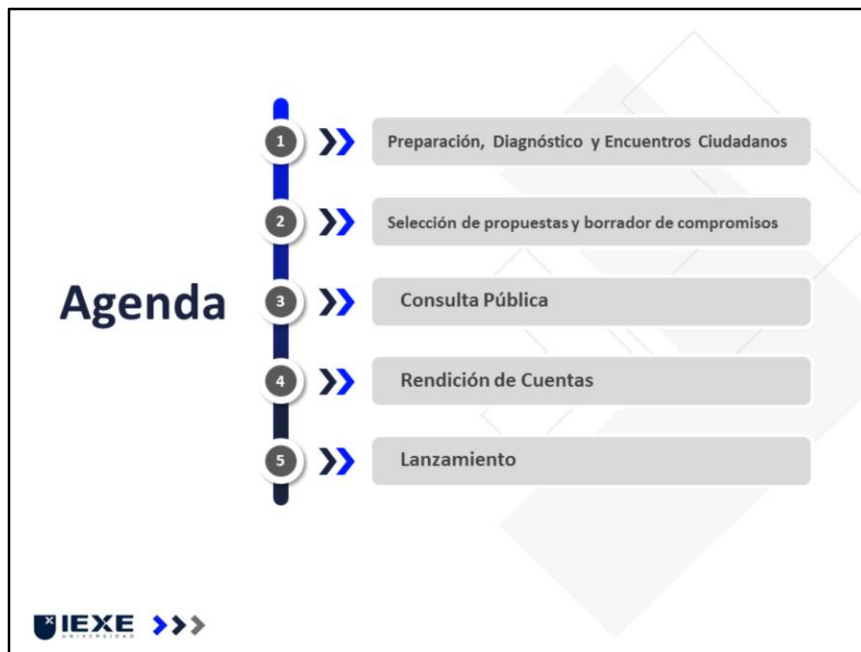 Agenda
1
Preparación, Diagnóstico y Encuentros Ciudadanos
2
Selección de propuestas y borrador de compromisos
3
Consulta Pública
4
Rendición de Cuentas
5
Lanzamiento
IEXE
UNIVERSIDAD